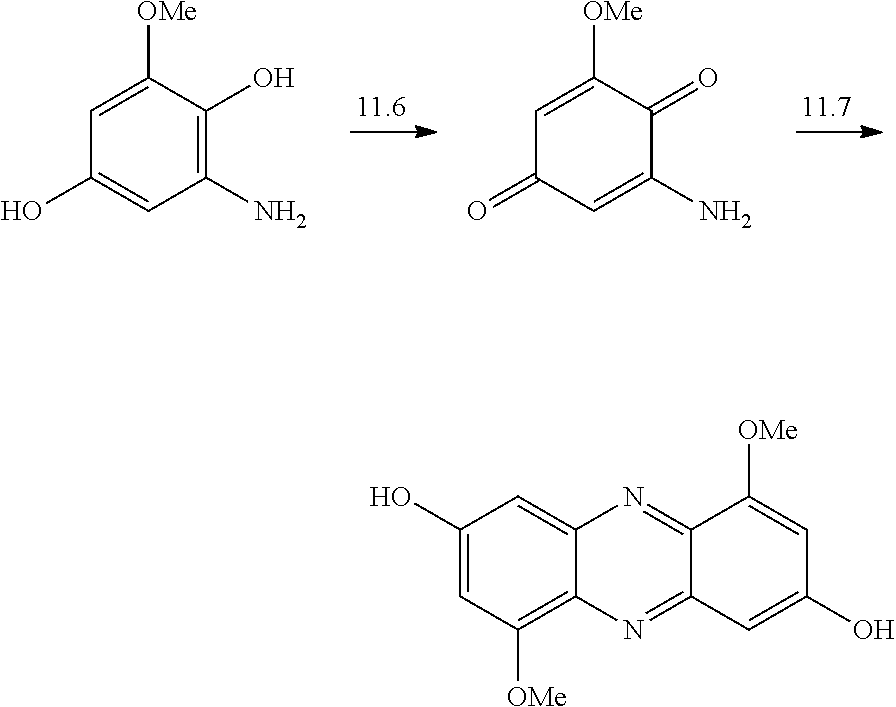 OMe OMe
OH O
11.6 11.7
HO NH2 O NH2
OMe
HO N
N OH
OMe